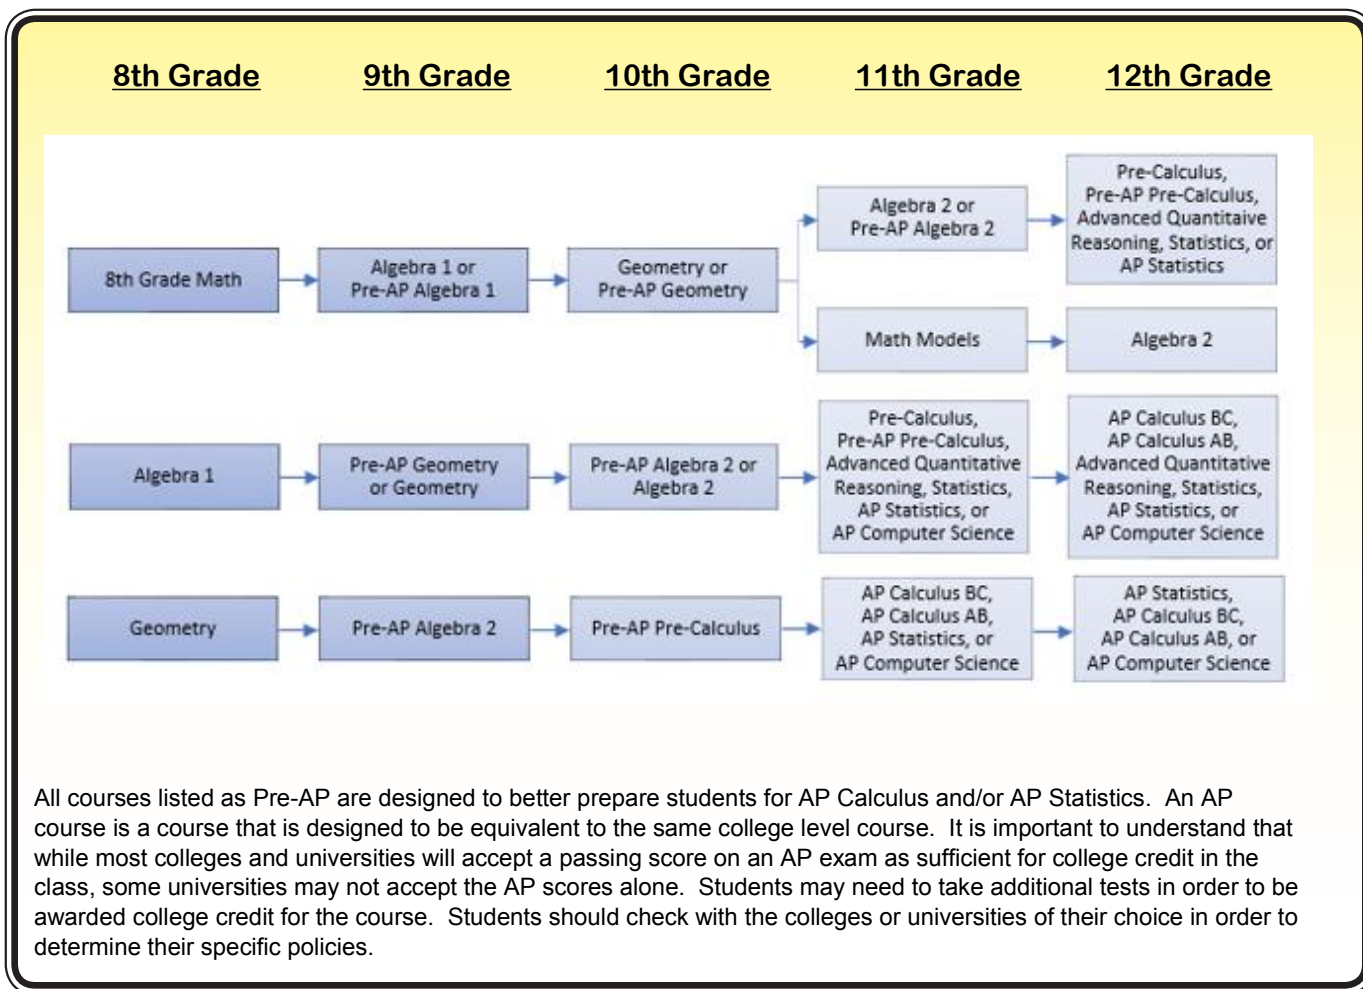 8th Grade
9th Grade
10th Grade
11th Grade
12th Grade
8th Grade Math
Algebra 1 or
Pre-AP Algebra 1
Geometry or
Pre-AP Geometry
Algebra 2 or
Pre-AP Algebra 2
Pre-Calculus,
Pre-AP Pre-Calculus,
Advanced Quantitaive
Reasoning, Statistics, or
AP Statistics
Math Models
Algebra 2
Algebra 1
Pre-AP Geometry
or Geometry
Pre-AP Algebra 2 or
Algebra 2
Pre-Calculus,
Pre-AP Pre-Calculus,
Advanced Quantitative
Reasoning, Statistics,
AP Statistics, or
AP Computer Science
AP Calculus BC,
AP Calculus AB,
Advanced Quantitative
Reasoning, Statistics,
AP Statistics, or
AP Computer Science
Geometry
Pre-AP Algebra 2
Pre-AP Pre-Calculus
AP Calculus BC,
AP Calculus AB,
AP Statistics, or
AP Computer Science
AP Statistics,
AP Calculus BC,
AP Calculus AB, or
AP Computer Science
All courses listed as Pre-AP are designed to better prepare students for AP Calculus and/or AP Statistics.  An AP
course is a course that is designed to be equivalent to the same college level course.  It is important to understand that
while most colleges and universities will accept a passing score on an AP exam as sufficient for college credit in the
class, some universities may not accept the AP scores alone.  Students may need to take additional tests in order to be
awarded college credit for the course.  Students should check with the colleges or universities of their choice in order to
determine their specific policies.